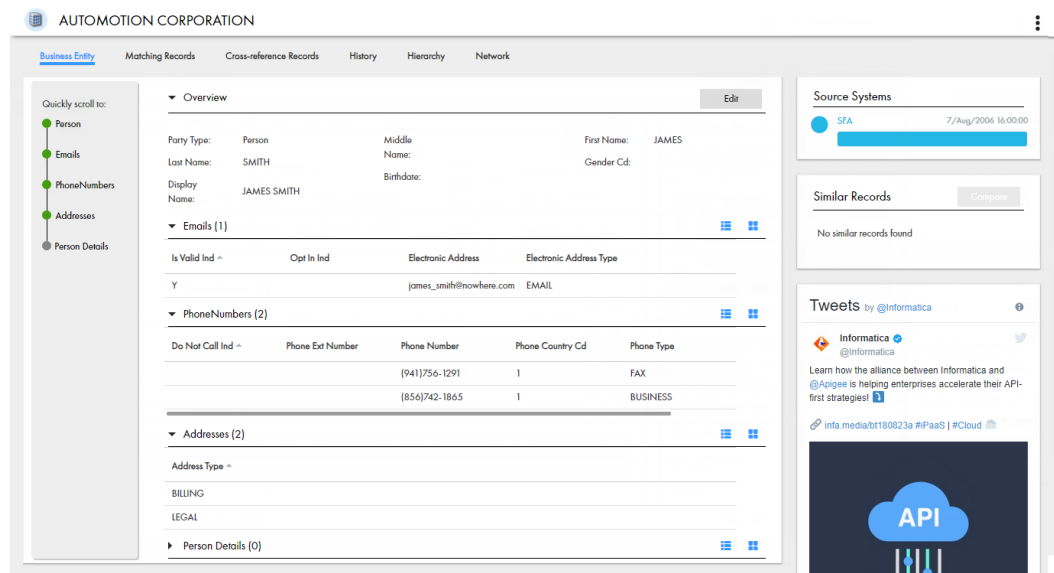 AUTOMOTION CORPORATION
Business Entity Matching Records Cross-reference Records History Hierarchy Network
Quickly scroll to:
Person
Emails
PhoneNumbers
Addresses
Person Details
Overview
Edit
Party Type: Person Middle Name: First Name: JAMES
Last Name: SMITH Birthdate: Gender Cd:
Display Name: JAMES SMITH
Emails (1)
Is Valid Ind Opt In Ind Electronic Address Electronic Address Type
Y james_smith@nowhere.com EMAIL
PhoneNumbers (2)
Do Not Call Ind Phone Ext Number Phone Number Phone Country Cd Phone Type
(941)756-1291 1 FAX
(856)742-1865 1 BUSINESS
Addresses (2)
Address Type
BILLING
LEGAL
Person Details (0)
Source Systems
SFA 7/Aug/2006 16:00:00
Similar Records Compare
No similar records found
Tweets by @Informatica
Informatica
@Informatica
Learn how the alliance between Informatica and
@Apigee is helping enterprises accelerate their API-
first strategies!
infa.media/bt180823a #iPaaS | #Cloud
API